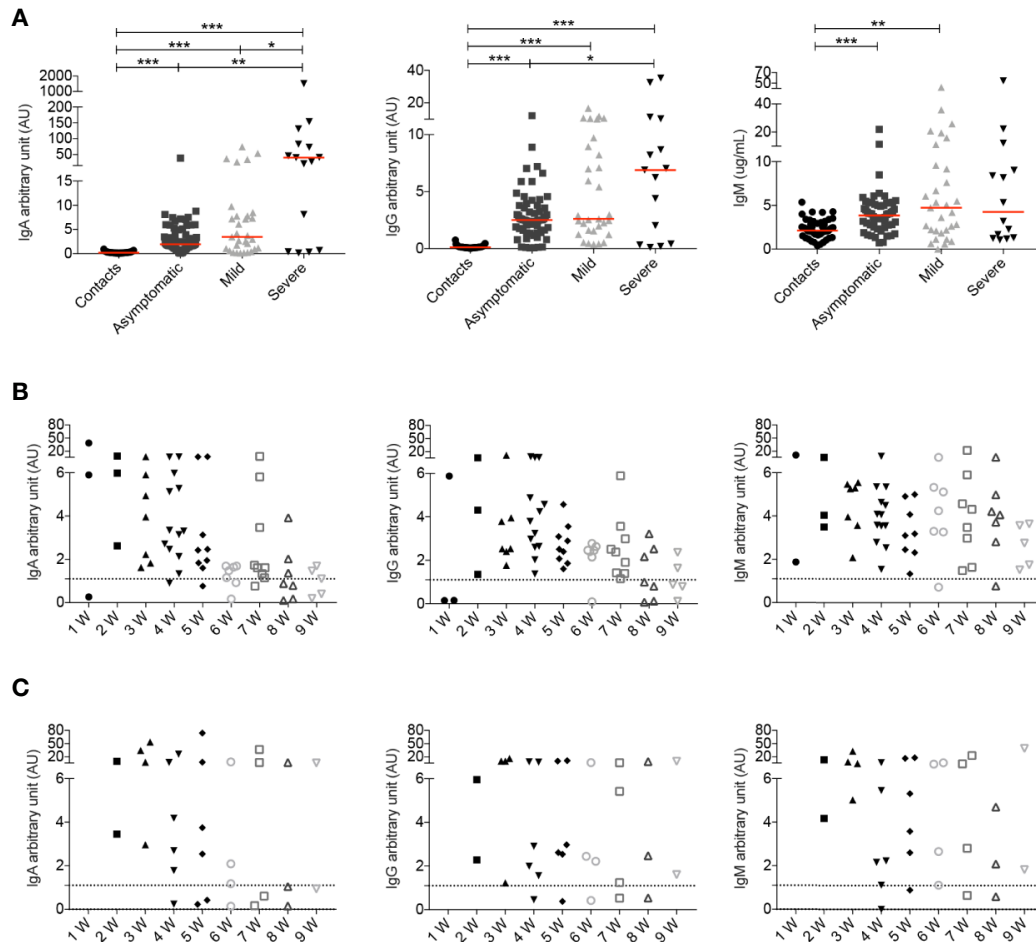 A
*** *** * *** **
IgA arbitrary unit (AU)
2000 1000 200 150 100 50 15 10 5 0
Contacts Asymptomatic Mild Severe
*** *** *** *
IgG arbitrary unit (AU)
40 30 20 10 5 0
Contacts Asymptomatic Mild Severe
** ***
IgM (ug/mL)
70 50 40 20 10 5 0
Contacts Asymptomatic Mild Severe
B
IgA arbitrary unit (AU)
80 50 20 6 4 2 0
1 W 2 W 3 W 4 W 5 W 6 W 7 W 8 W 9 W
IgG arbitrary unit (AU)
80 50 20 6 4 2 0
1 W 2 W 3 W 4 W 5 W 6 W 7 W 8 W 9 W
IgM arbitrary unit (AU)
80 50 20 6 4 2 0
1 W 2 W 3 W 4 W 5 W 6 W 7 W 8 W 9 W
C
IgA arbitrary unit (AU)
80 50 20 6 4 2 0
1 W 2 W 3 W 4 W 5 W 6 W 7 W 8 W 9 W
IgG arbitrary unit (AU)
80 50 20 6 4 2 0
1 W 2 W 3 W 4 W 5 W 6 W 7 W 8 W 9 W
IgM arbitrary unit (AU)
80 50 20 6 4 2 0
1 W 2 W 3 W 4 W 5 W 6 W 7 W 8 W 9 W